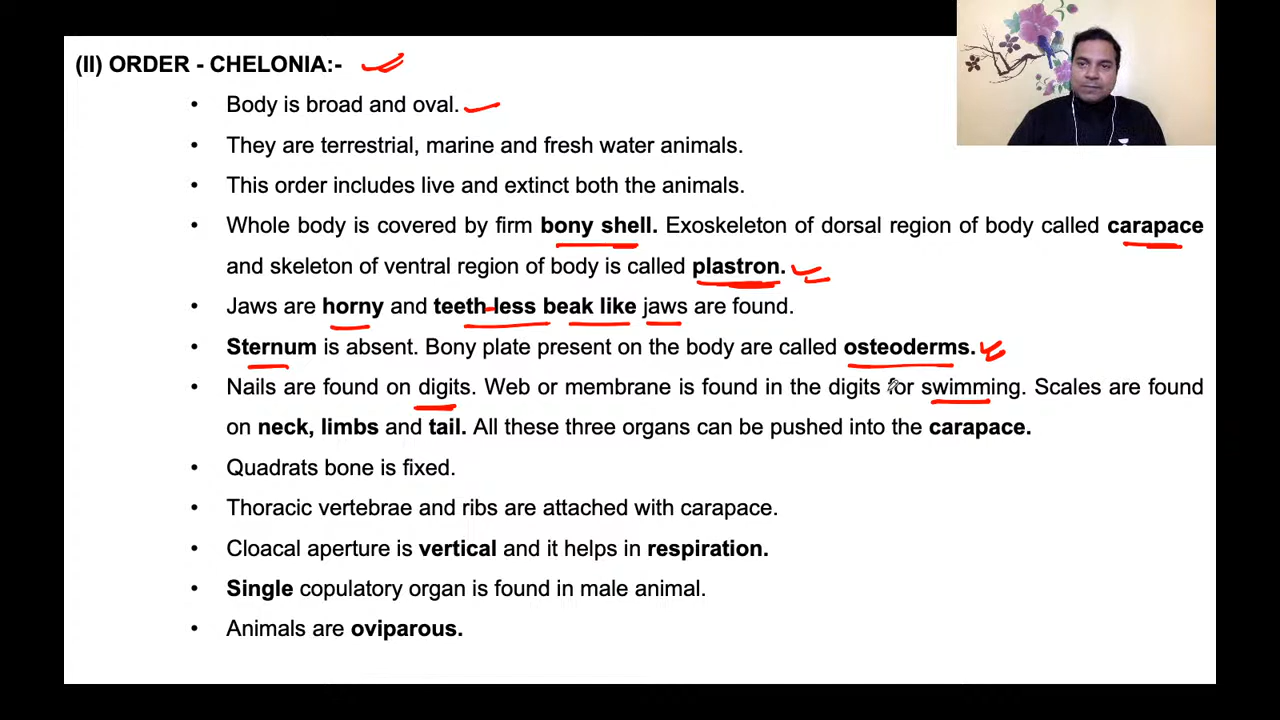 (II) ORDER - CHELONIA:-
• Body is broad and oval.
• They are terrestrial, marine and fresh water animals.
• This order includes live and extinct both the animals.
• Whole body is covered by firm bony shell. Exoskeleton of dorsal region of body called carapace
and skeleton of ventral region of body is called plastron.
• Jaws are horny and teeth-less beak like jaws are found.
• Sternum is absent. Bony plate present on the body are called osteoderms.
• Nails are found on digits. Web or membrane is found in the digits for swimming. Scales are found
on neck, limbs and tail. All these three organs can be pushed into the carapace.
• Quadrats bone is fixed.
• Thoracic vertebrae and ribs are attached with carapace.
• Cloacal aperture is vertical and it helps in respiration.
• Single copulatory organ is found in male animal.
• Animals are oviparous.